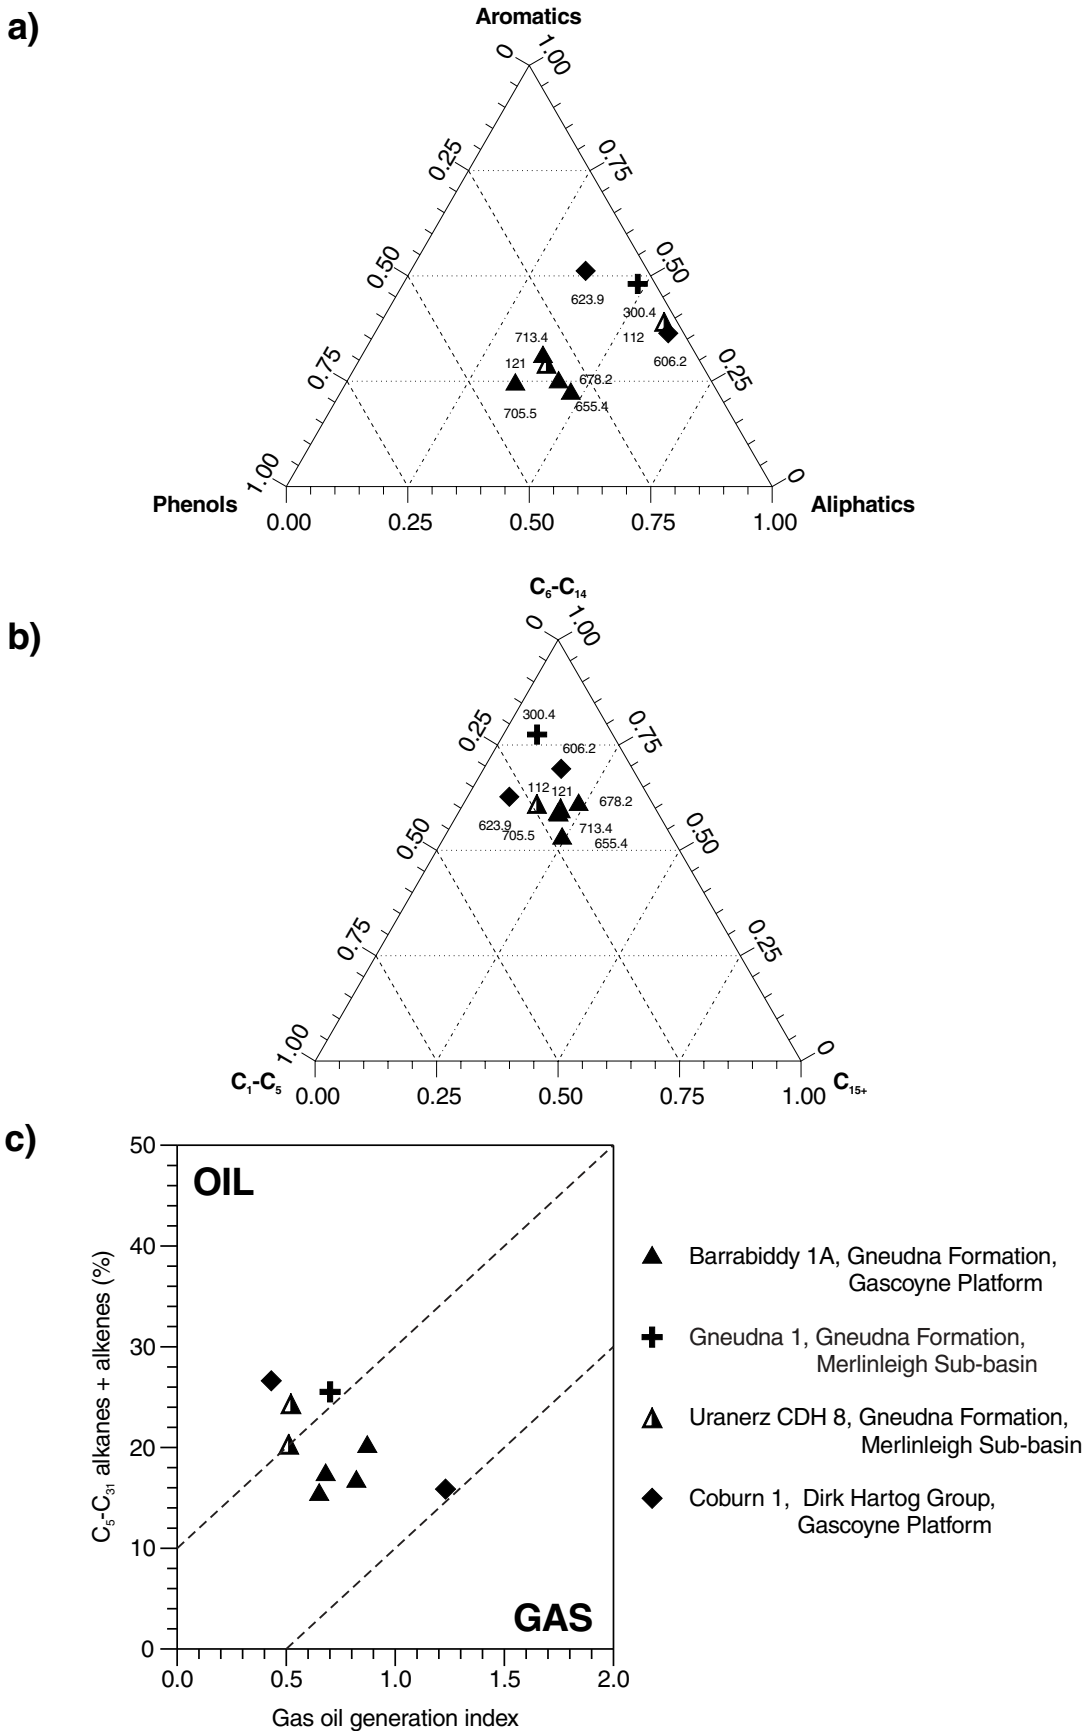 a)
Aromatics
0 1.00
0.25 0.75
0.50 0.50
623.9
300.4
713.4 112
121 606.2
0.75 0.25
678.2
705.5 655.4
1.00 0
Phenols Aliphatics
0.00 0.25 0.50 0.75 1.00
b)
C₆-C₁₄
0 1.00
300.4
0.25 0.75
606.2
112 121 678.2
623.9 705.5 713.4
655.4
0.50 0.50
0.75 0.25
1.00 0
C₁-C₅ C₁₅₊
0.00 0.25 0.50 0.75 1.00
c)
50
OIL
40
30
20
10
0
C₅-C₃₁ alkanes + alkenes (%)
GAS
0.0 0.5 1.0 1.5 2.0
Gas oil generation index
Barrabiddy 1A, Gneudna Formation,
Gascoyne Platform
Gneudna 1, Gneudna Formation,
Merlinleigh Sub-basin
Uranerz CDH 8, Gneudna Formation,
Merlinleigh Sub-basin
Coburn 1, Dirk Hartog Group,
Gascoyne Platform